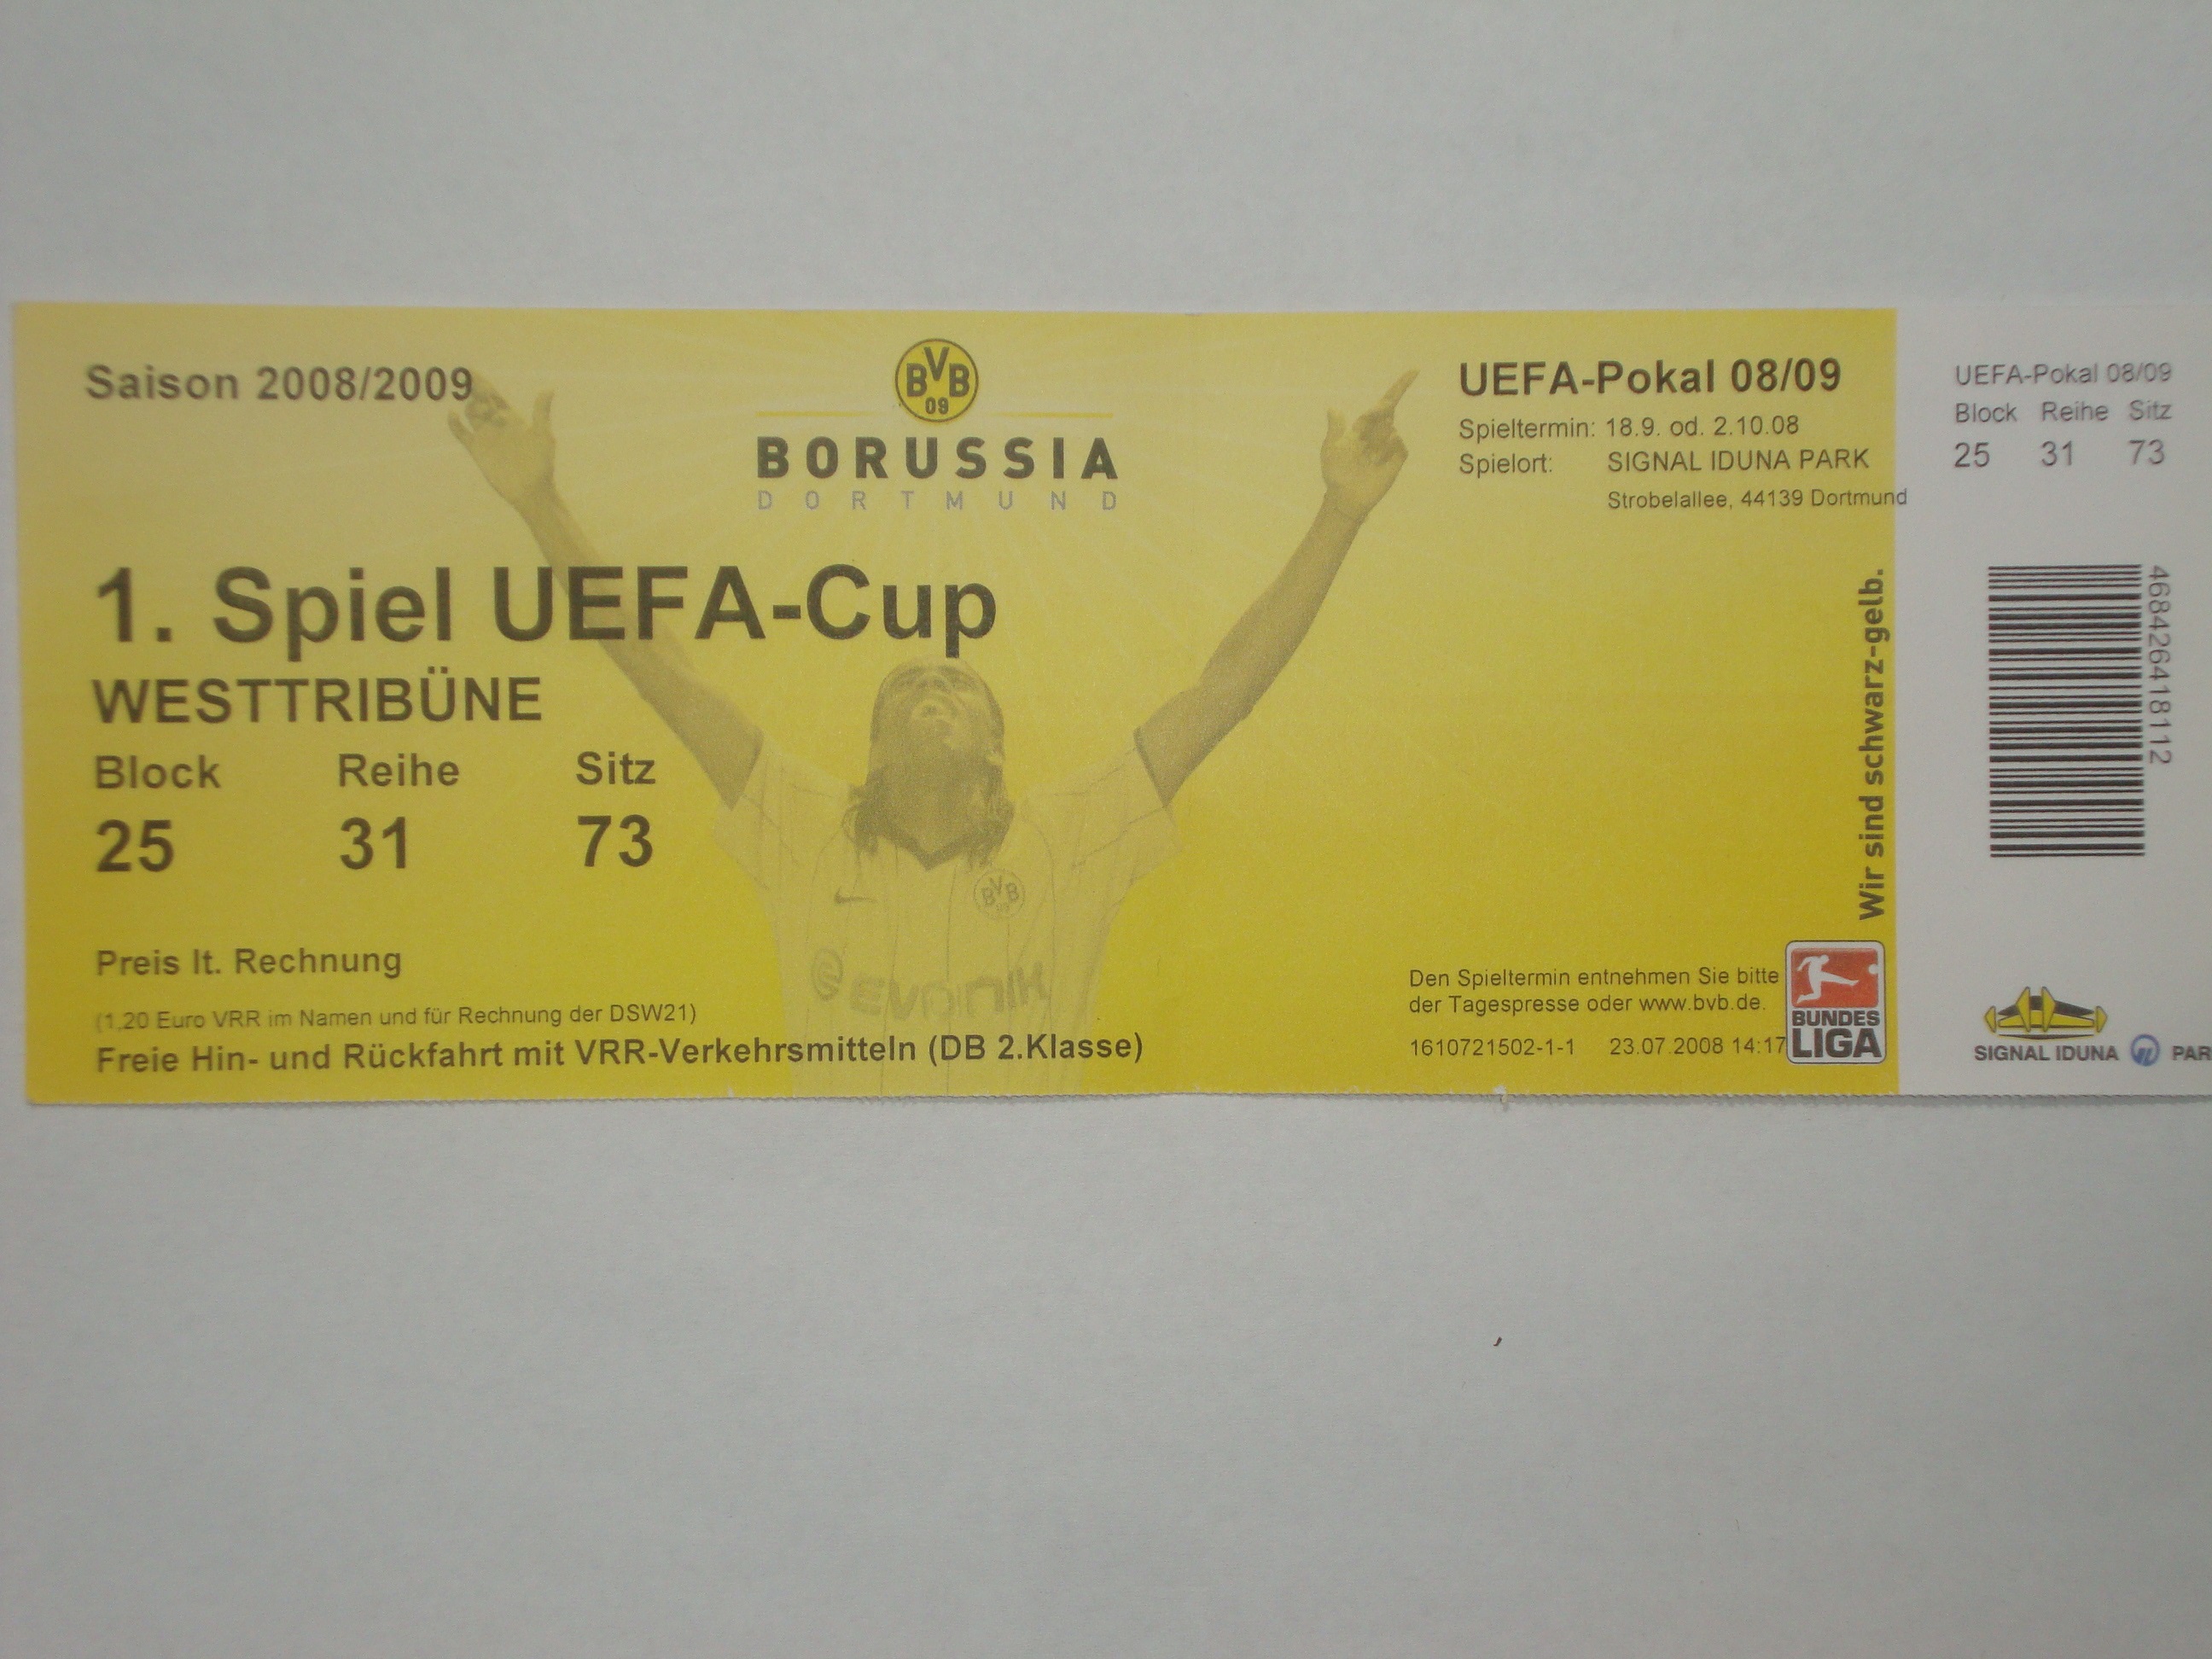 Saison 2008/2009
BVB
09
BORUSSIA
DORTMUND
UEFA-Pokal 08/09
Spieltermin: 18.9. od. 2.10.08
Spielort: SIGNAL IDUNA PARK
Strobelallee, 44139 Dortmund
1. Spiel UEFA-Cup
WESTTRIBÜNE
Block Reihe Sitz
25 31 73
BVB
EVONIK
Preis lt. Rechnung
(1,20 Euro VRR im Namen und für Rechnung der DSW21)
Freie Hin- und Rückfahrt mit VRR-Verkehrsmitteln (DB 2.Klasse)
Den Spieltermin entnehmen Sie bitte
der Tagespresse oder www.bvb.de.
1610721502-1-1 23.07.2008 14:17
Wir sind schwarz-gelb.
BUNDES
LIGA
UEFA-Pokal 08/09
Block Reihe Sitz
25 31 73
468426418112
SIGNAL IDUNA PAR